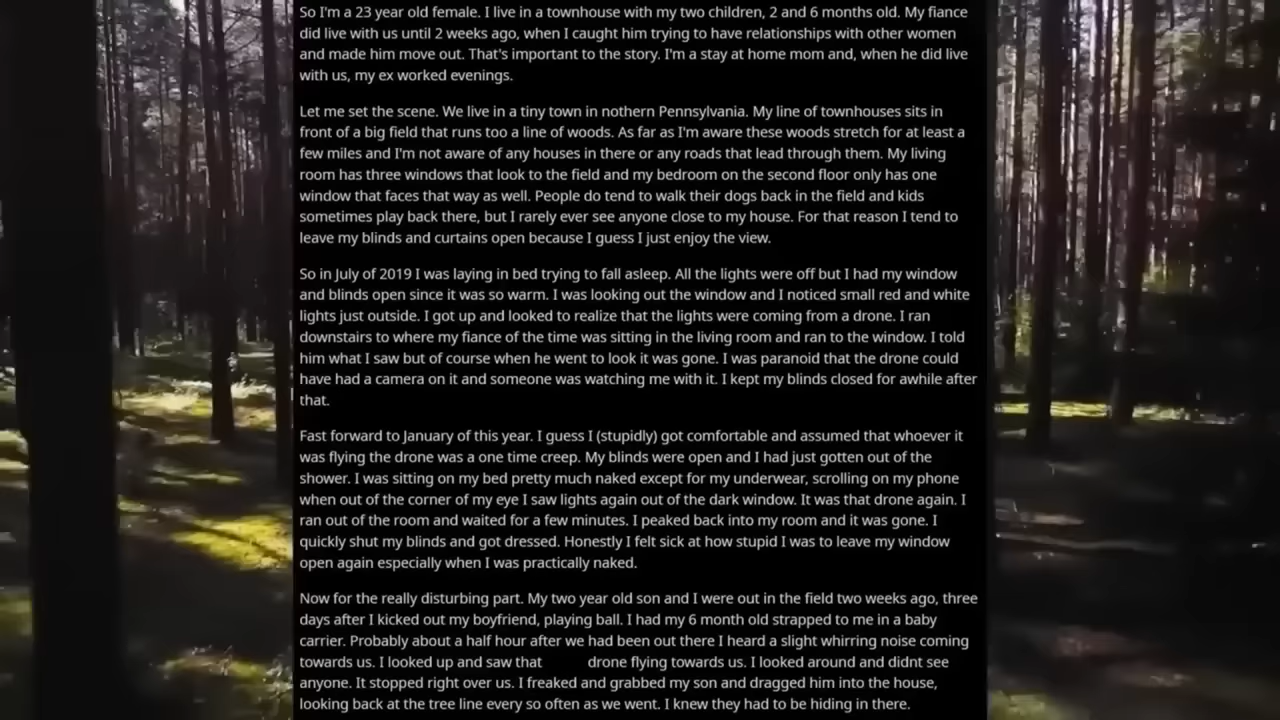 So I'm a 23 year old female. I live in a townhouse with my two children, 2 and 6 months old. My fiance
did live with us until 2 weeks ago, when I caught him trying to have relationships with other women
and made him move out. That's important to the story. I'm a stay at home mom and, when he did live
with us, my ex worked evenings.
Let me set the scene. We live in a tiny town in nothern Pennsylvania. My line of townhouses sits in
front of a big field that runs too a line of woods. As far as I'm aware these woods stretch for at least a
few miles and I'm not aware of any houses in there or any roads that lead through them. My living
room has three windows that look to the field and my bedroom on the second floor only has one
window that faces that way as well. People do tend to walk their dogs back in the field and kids
sometimes play back there, but I rarely ever see anyone close to my house. For that reason I tend to
leave my blinds and curtains open because I guess I just enjoy the view.
So in July of 2019 I was laying in bed trying to fall asleep. All the lights were off but I had my window
and blinds open since it was so warm. I was looking out the window and I noticed small red and white
lights just outside. I got up and looked to realize that the lights were coming from a drone. I ran
downstairs to where my fiance of the time was sitting in the living room and ran to the window. I told
him what I saw but of course when he went to look it was gone. I was paranoid that the drone could
have had a camera on it and someone was watching me with it. I kept my blinds closed for awhile after
that.
Fast forward to January of this year. I guess I (stupidly) got comfortable and assumed that whoever it
was flying the drone was a one time creep. My blinds were open and I had just gotten out of the
shower. I was sitting on my bed pretty much naked except for my underwear, scrolling on my phone
when out of the corner of my eye I saw lights again out of the dark window. It was that drone again. I
ran out of the room and waited for a few minutes. I peaked back into my room and it was gone. I
quickly shut my blinds and got dressed. Honestly I felt sick at how stupid I was to leave my window
open again especially when I was practically naked.
Now for the really disturbing part. My two year old son and I were out in the field two weeks ago, three
days after I kicked out my boyfriend, playing ball. I had my 6 month old strapped to me in a baby
carrier. Probably about a half hour after we had been out there I heard a slight whirring noise coming
towards us. I looked up and saw that drone flying towards us. I looked around and didnt see
anyone. It stopped right over us. I freaked and grabbed my son and dragged him into the house,
looking back at the tree line every so often as we went. I knew they had to be hiding in there.